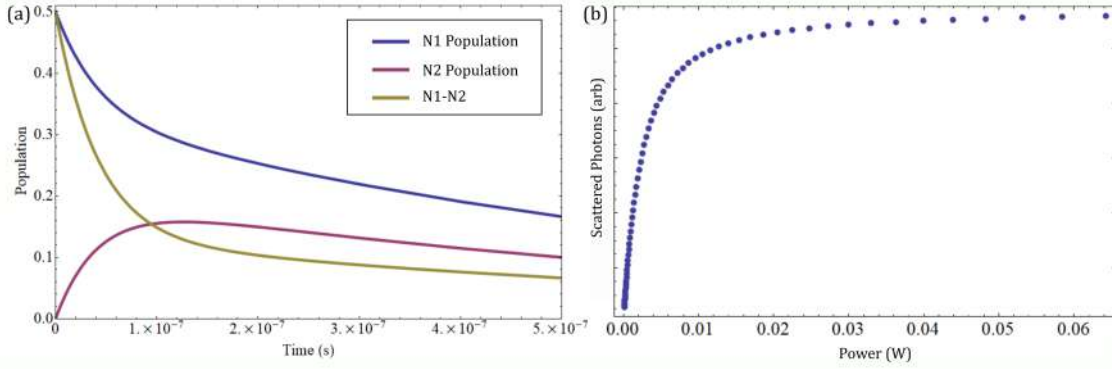 (a)
0.5
0.4
0.3
0.2
0.1
0.0
Population
N1 Population
N2 Population
N1-N2
0
1.×10⁻⁷
2.×10⁻⁷
3.×10⁻⁷
4.×10⁻⁷
5.×10⁻⁷
Time (s)
(b)
Scattered Photons (arb)
0.00
0.01
0.02
0.03
0.04
0.05
0.06
Power (W)